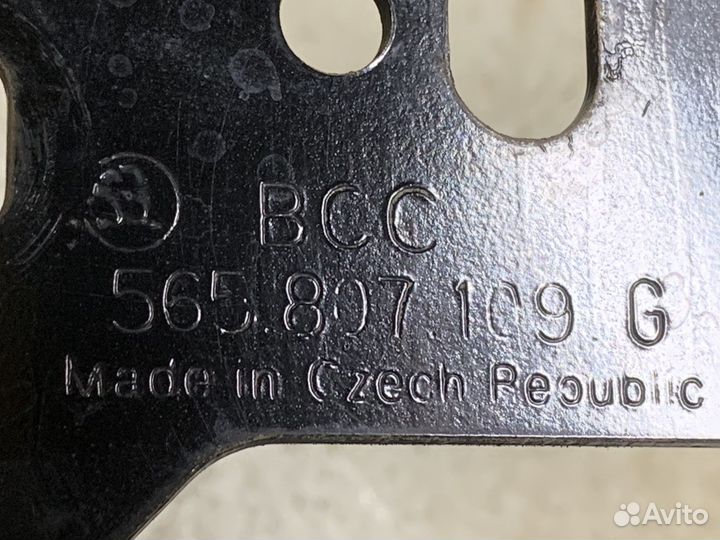 BCC
565.807.109 G
Made in Czech Republic
Avito